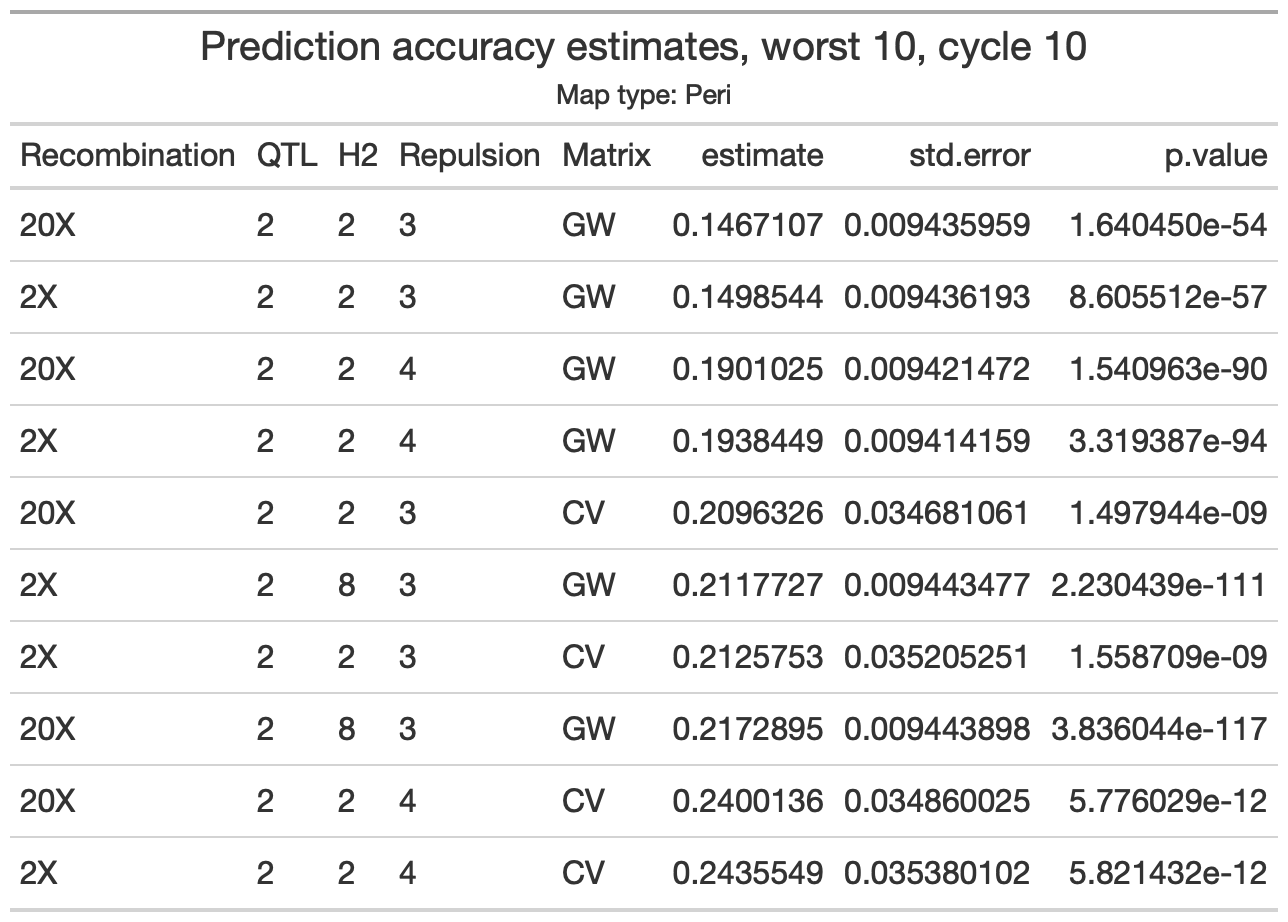 Prediction accuracy estimates, worst 10, cycle 10
Map type: Peri
Recombination QTL H2 Repulsion Matrix estimate std.error p.value
20X 2 2 3 GW 0.1467107 0.009435959 1.640450e-54
2X 2 2 3 GW 0.1498544 0.009436193 8.605512e-57
20X 2 2 4 GW 0.1901025 0.009421472 1.540963e-90
2X 2 2 4 GW 0.1938449 0.009414159 3.319387e-94
20X 2 2 3 CV 0.2096326 0.034681061 1.497944e-09
2X 2 8 3 GW 0.2117727 0.009443477 2.230439e-111
2X 2 2 3 CV 0.2125753 0.035205251 1.558709e-09
20X 2 8 3 GW 0.2172895 0.009443898 3.836044e-117
20X 2 2 4 CV 0.2400136 0.034860025 5.776029e-12
2X 2 2 4 CV 0.2435549 0.035380102 5.821432e-12